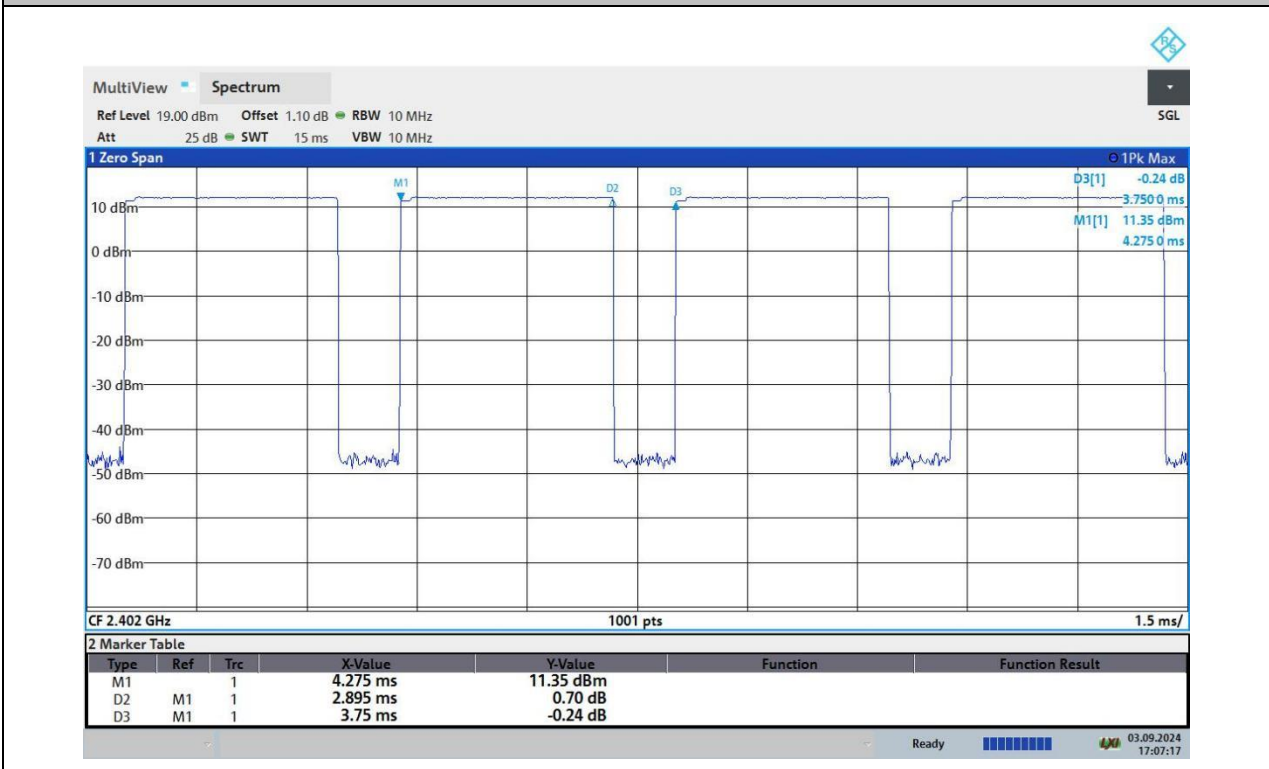 R&S
MultiView Spectrum
Ref Level 19.00 dBm Offset 1.10 dB RBW 10 MHz SGL
Att 25 dB SWT 15 ms VBW 10 MHz
1 Zero Span 1Pk Max
M1 D2 D3 D3[1] -0.24 dB
3.750 0 ms
10 dBm
M1[1] 11.35 dBm
4.275 0 ms
0 dBm
-10 dBm
-20 dBm
-30 dBm
-40 dBm
-50 dBm
-60 dBm
-70 dBm
CF 2.402 GHz 1001 pts 1.5 ms/
2 Marker Table
Type Ref Trc X-Value Y-Value Function Function Result
M1 1 4.275 ms 11.35 dBm
D2 M1 1 2.895 ms 0.70 dB
D3 M1 1 3.75 ms -0.24 dB
Ready LXI 03.09.2024
17:07:17